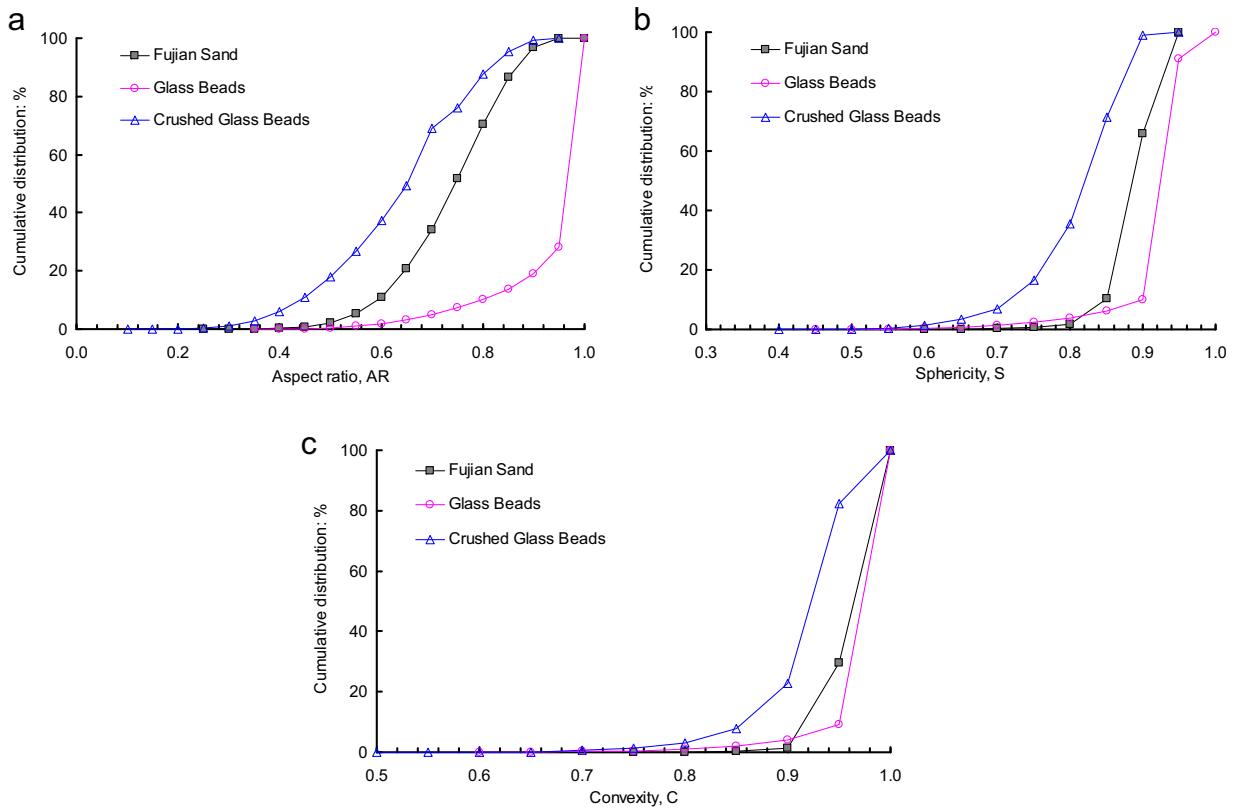 a
100
80
60
40
20
0
Cumulative distribution: %
Fujian Sand
Glass Beads
Crushed Glass Beads
0.0 0.2 0.4 0.6 0.8 1.0
Aspect ratio, AR
b
100
80
60
40
20
0
Cumulative distribution: %
Fujian Sand
Glass Beads
Crushed Glass Beads
0.3 0.4 0.5 0.6 0.7 0.8 0.9 1.0
Sphericity, S
c
100
80
60
40
20
0
Cumulative distribution: %
Fujian Sand
Glass Beads
Crushed Glass Beads
0.5 0.6 0.7 0.8 0.9 1.0
Convexity, C